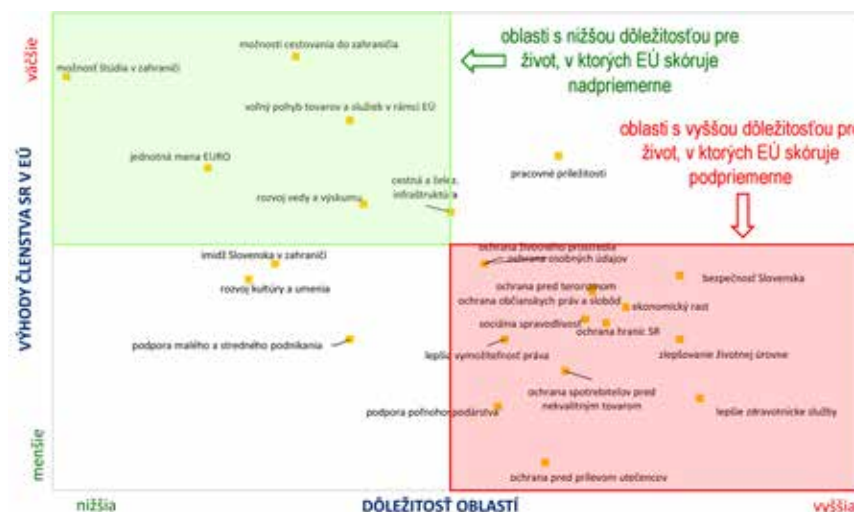 väčšie
možnosti cestovania do zahraničia
možnosť štúdia v zahraničí
voľný pohyb tovarov a služieb v rámci EÚ
jednotná mena EURO
rozvoj vedy a výskumu
cestná a želez.
infraštruktúra
pracovné príležitosti
oblasti s nižšou dôležitosťou pre
život, v ktorých EÚ skóruje
nadpriemerne
oblasti s vyššou dôležitosťou pre
život, v ktorých EÚ skóruje
podpriemerne
VÝHODY ČLENSTVA SR V EÚ
imidž Slovenska v zahraničí
rozvoj kultúry a umenia
podpora malého a stredného podnikania
ochrana životného prostredia
ochrana osobných údajov
bezpečnosť Slovenska
ochrana pred terorizmom
ochrana občianskych práv a slobôd
ekonomický rast
sociálna spravodlivosť
ochrana hraníc SR
lepšia vymožiteľnosť práva
zlepšovanie životnej úrovne
ochrana spotrebiteľov pred
nekvalitným tovarom
podpora poľnohospodárstva
lepšie zdravotnícke služby
ochrana pred prílevom utečencov
menšie
nižšia
DÔLEŽITOSŤ OBLASTÍ
vyššia